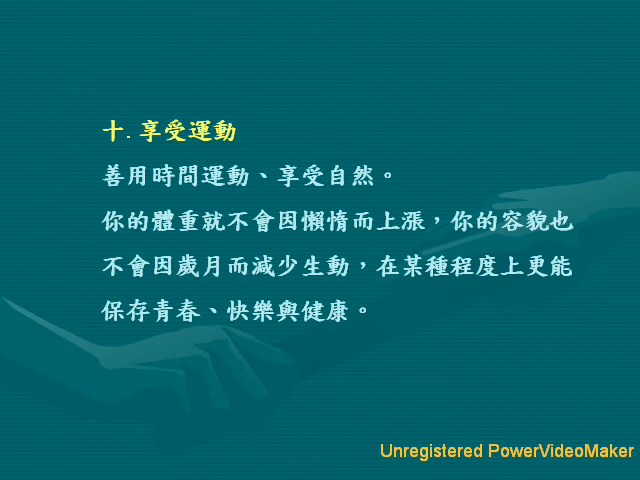 十. 享受運動
善用時間運動、享受自然。
你的體重就不會因懶惰而上漲，你的容貌也
不會因歲月而減少生動，在某種程度上更能
保存青春、快樂與健康。
Unregistered PowerVideoMaker